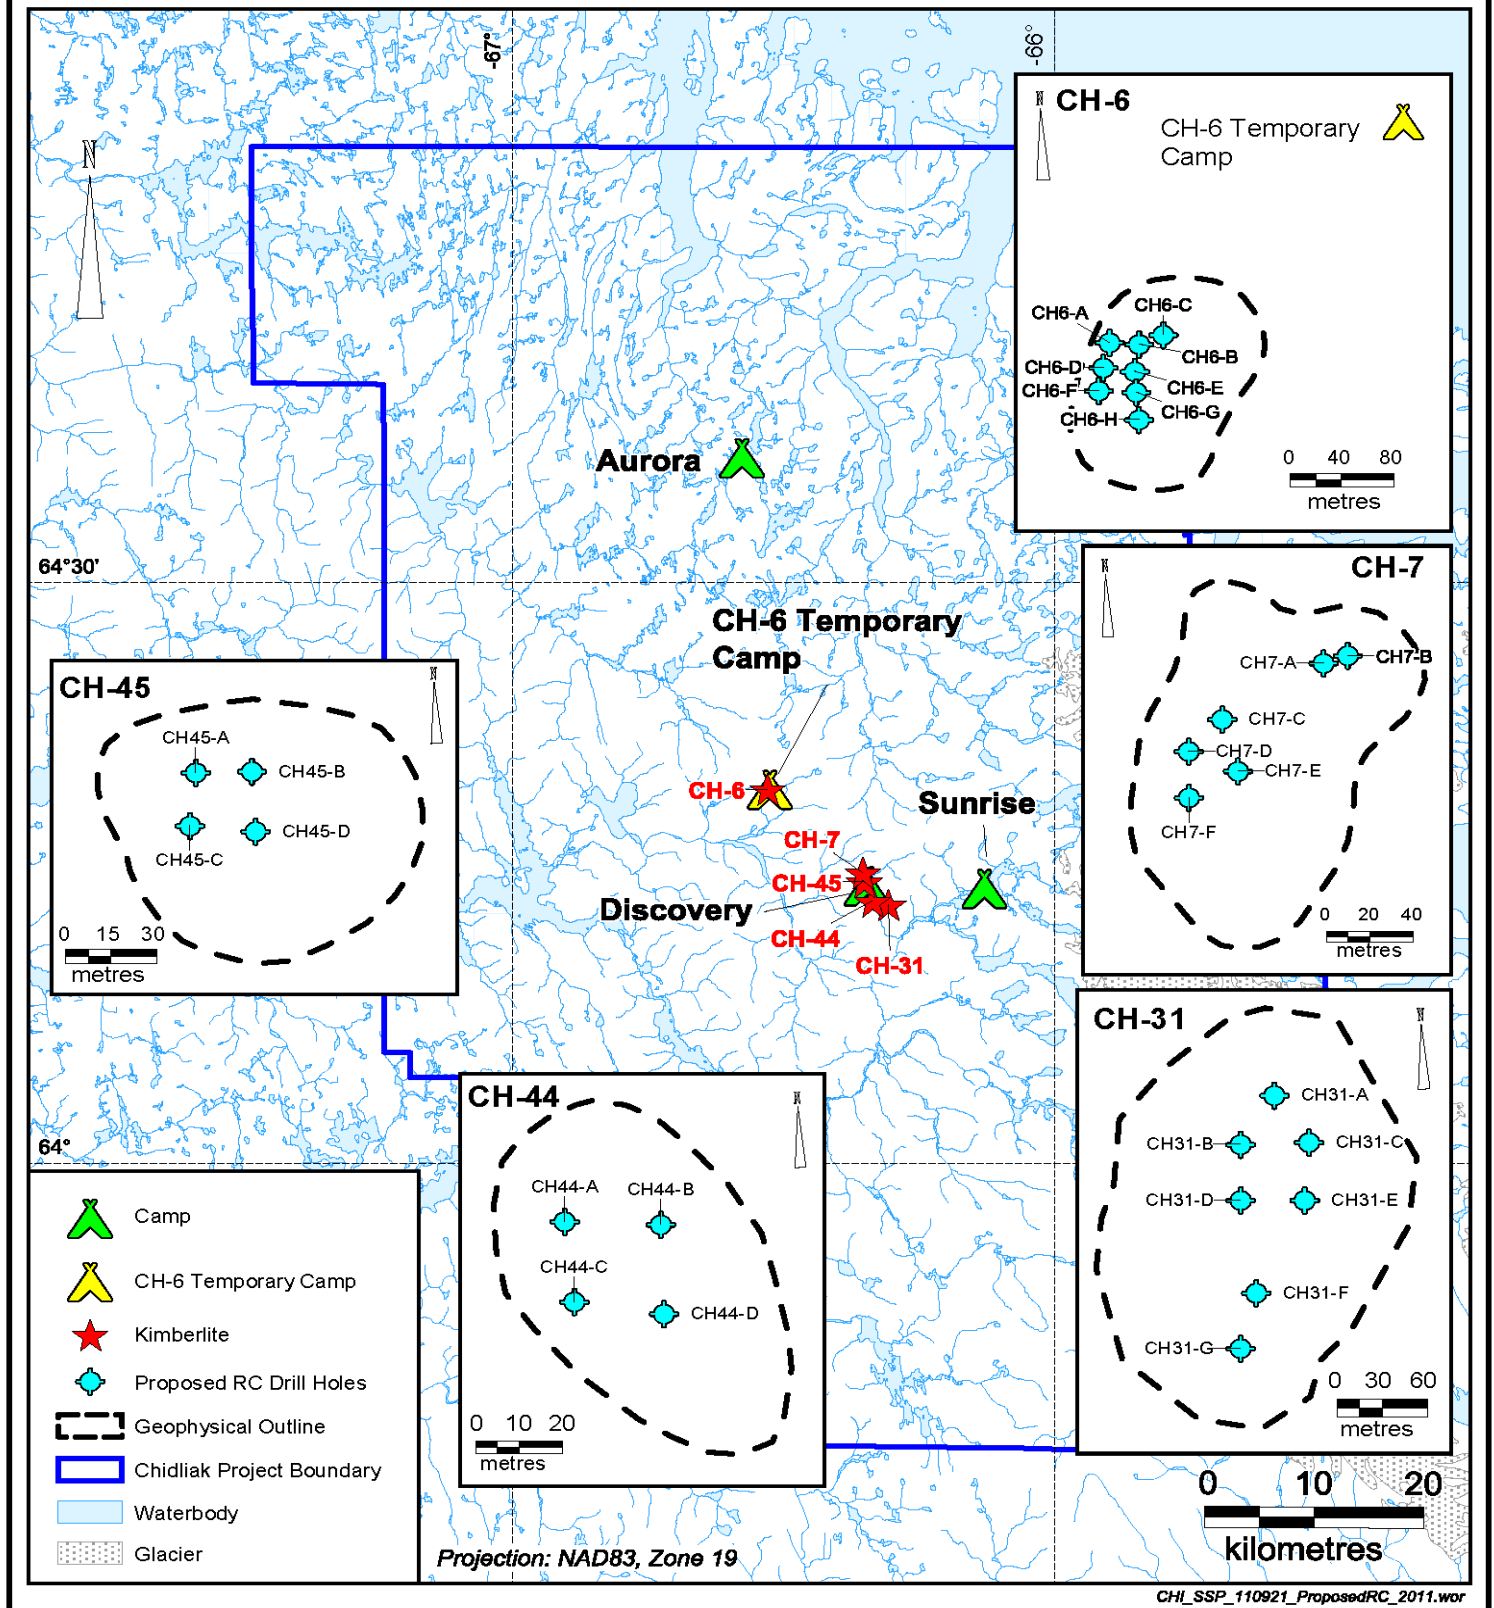 -67°
-66°
N
N
CH-6
CH-6 Temporary
Camp
CH6-A
CH6-C
CH6-B
CH6-D
CH6-E
CH6-F
CH6-G
CH6-H
0 40 80
metres
Aurora
64°30'
N
CH-7
CH7-A
CH7-B
CH7-C
CH7-D
CH7-E
CH7-F
0 20 40
metres
CH-6 Temporary
Camp
CH-6
Sunrise
CH-7
CH-45
Discovery
CH-44
CH-31
CH-45
N
CH45-A
CH45-B
CH45-C
CH45-D
0 15 30
metres
CH-31
N
CH31-A
CH31-B
CH31-C
CH31-D
CH31-E
CH31-F
CH31-G
0 30 60
metres
CH-44
N
CH44-A
CH44-B
CH44-C
CH44-D
0 10 20
metres
64°
Camp
CH-6 Temporary Camp
Kimberlite
Proposed RC Drill Holes
Geophysical Outline
Chidliak Project Boundary
Waterbody
Glacier
0 10 20
kilometres
Projection: NAD83, Zone 19
CHI_SSP_110921_ProposedRC_2011.wor